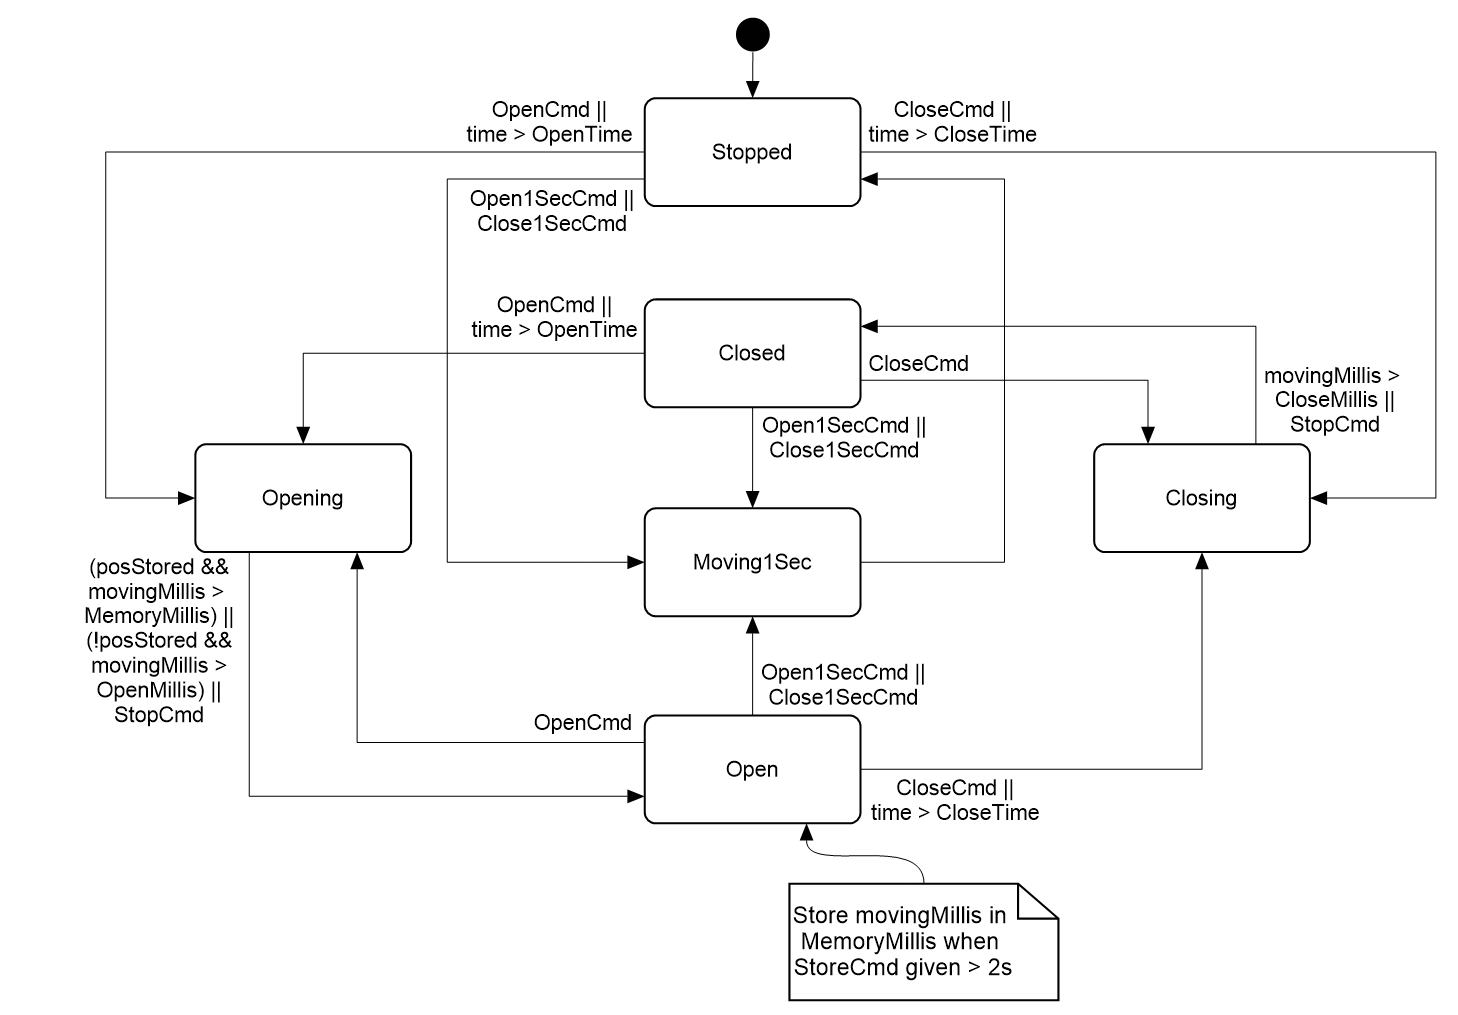 OpenCmd ||
time > OpenTime
CloseCmd ||
time > CloseTime
Stopped
Open1SecCmd ||
Close1SecCmd
OpenCmd ||
time > OpenTime
Closed
CloseCmd
movingMillis >
CloseMillis ||
StopCmd
Open1SecCmd ||
Close1SecCmd
Opening
Closing
Moving1Sec
(posStored &&
movingMillis >
MemoryMillis) ||
(!posStored &&
movingMillis >
OpenMillis) ||
StopCmd
Open1SecCmd ||
Close1SecCmd
OpenCmd
Open
CloseCmd ||
time > CloseTime
Store movingMillis in
MemoryMillis when
StoreCmd given > 2s